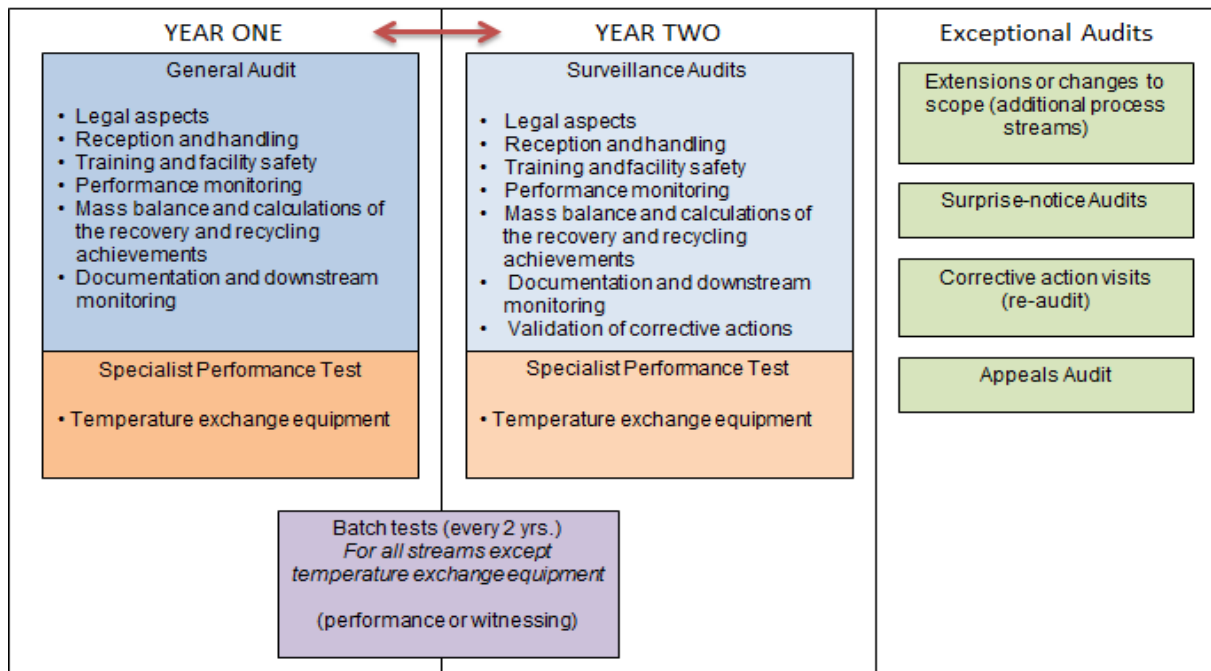 YEAR ONE
General Audit
• Legal aspects
• Reception and handling
• Training and facility safety
• Performance monitoring
• Mass balance and calculations of
the recovery and recycling
achievements
• Documentation and downstream
monitoring
Specialist Performance Test
• Temperature exchange equipment
YEAR TWO
Surveillance Audits
• Legal aspects
• Reception and handling
• Training and facility safety
• Performance monitoring
• Mass balance and calculations of
the recovery and recycling
achievements
• Documentation and downstream
monitoring
• Validation of corrective actions
Specialist Performance Test
• Temperature exchange equipment
Batch tests (every 2 yrs.)
For all streams except
temperature exchange equipment
(performance or witnessing)
Exceptional Audits
Extensions or changes to
scope (additional process
streams)
Surprise-notice Audits
Corrective action visits
(re-audit)
Appeals Audit